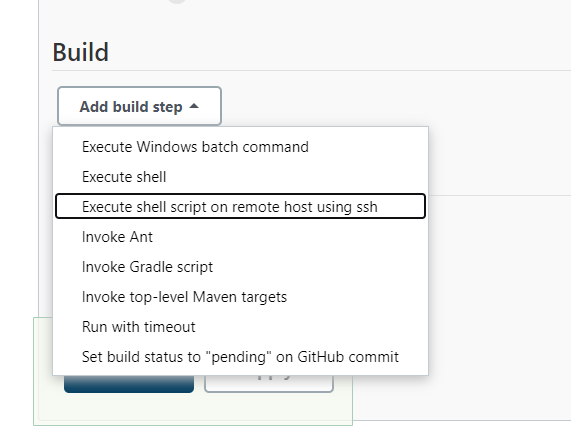 Build
Add build step
Execute Windows batch command
Execute shell
Execute shell script on remote host using ssh
Invoke Ant
Invoke Gradle script
Invoke top-level Maven targets
Run with timeout
Set build status to "pending" on GitHub commit